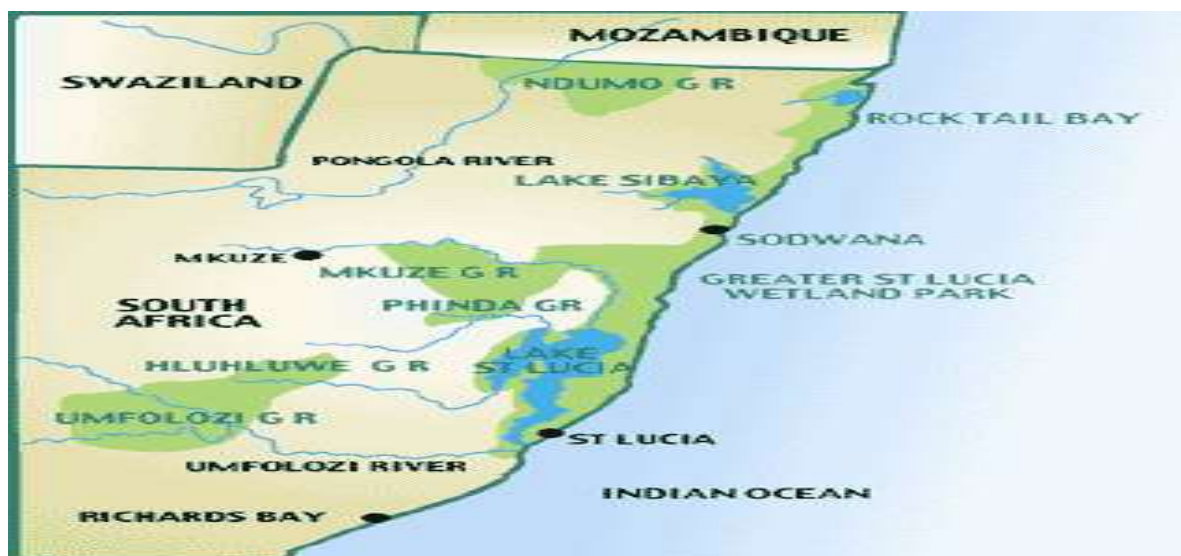 MOZAMBIQUE
SWAZILAND
NDUMO G R
ROCK TAIL BAY
PONGOLA RIVER
LAKE SIBAYA
SODWANA
MKUZE
MKUZE G R
GREATER ST LUCIA
WETLAND PARK
SOUTH
AFRICA
PHINDA GR
HLUHLUWE G R
LAKE
ST LUCIA
UMFOLOZI G R
ST LUCIA
UMFOLOZI RIVER
INDIAN OCEAN
RICHARDS BAY